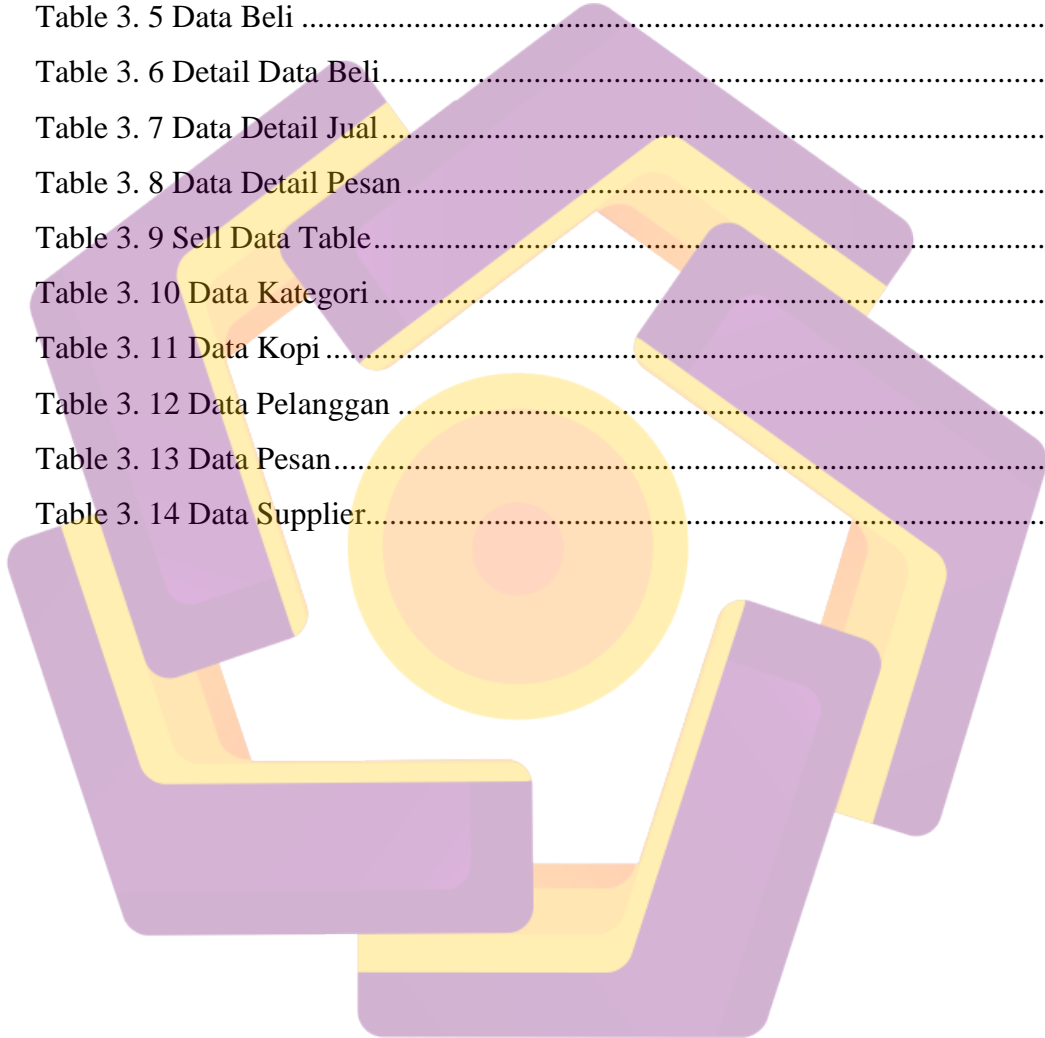 Table 3. 5 Data Beli ..........................................................................................
Table 3. 6 Detail Data Beli................................................................................
Table 3. 7 Data Detail Jual................................................................................
Table 3. 8 Data Detail Pesan .............................................................................
Table 3. 9 Sell Data Table.................................................................................
Table 3. 10 Data Kategori.................................................................................
Table 3. 11 Data Kopi .......................................................................................
Table 3. 12 Data Pelanggan ..............................................................................
Table 3. 13 Data Pesan......................................................................................
Table 3. 14 Data Supplier..................................................................................